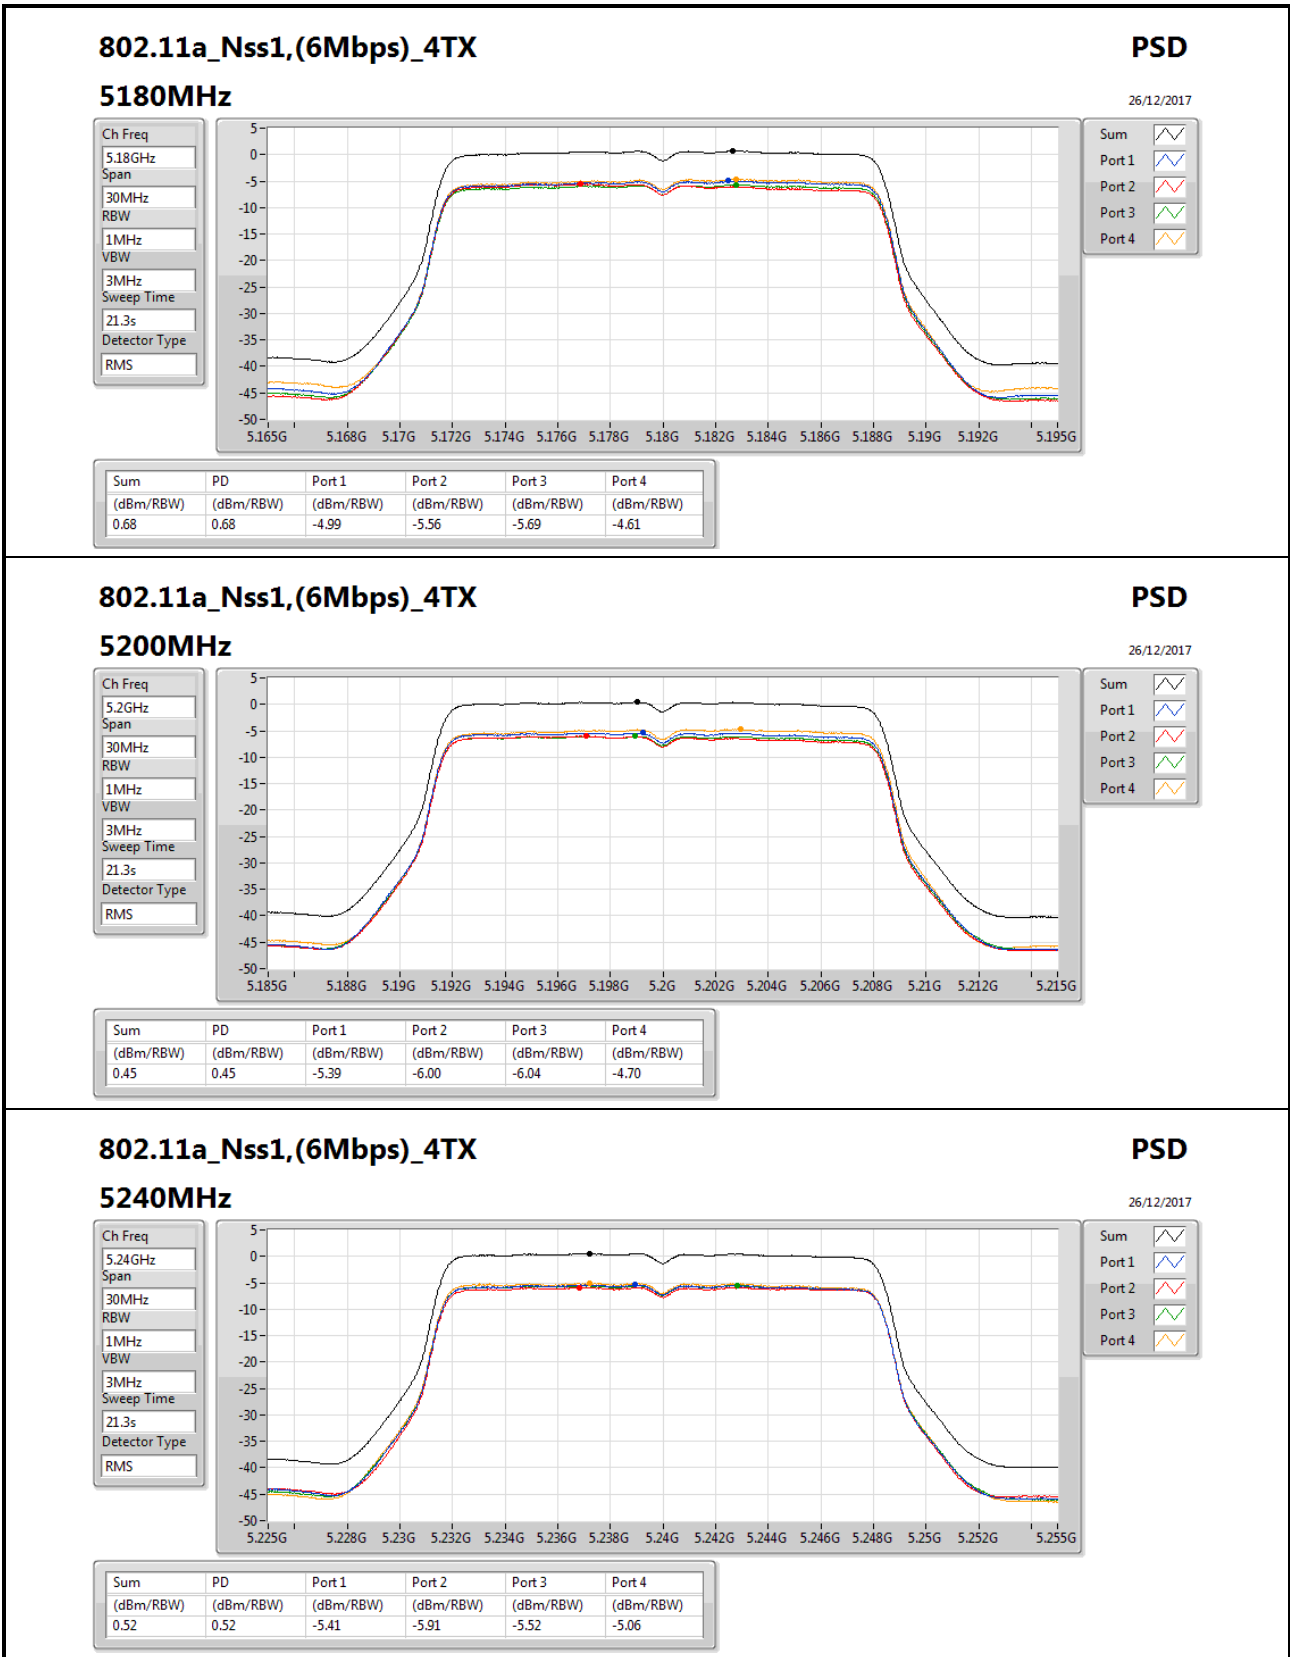 802.11a_Nss1,(6Mbps)_4TX PSD
5180MHz 26/12/2017
Ch Freq
5.18GHz
Span
30MHz
RBW
1MHz
VBW
3MHz
Sweep Time
21.3s
Detector Type
RMS
5
0
-5
-10
-15
-20
-25
-30
-35
-40
-45
-50
5.165G 5.168G 5.17G 5.172G 5.174G 5.176G 5.178G 5.18G 5.182G 5.184G 5.186G 5.188G 5.19G 5.192G 5.195G
Sum
Port 1
Port 2
Port 3
Port 4
Sum PD Port 1 Port 2 Port 3 Port 4
(dBm/RBW) (dBm/RBW) (dBm/RBW) (dBm/RBW) (dBm/RBW) (dBm/RBW)
0.68 0.68 -4.99 -5.56 -5.69 -4.61
802.11a_Nss1,(6Mbps)_4TX PSD
5200MHz 26/12/2017
Ch Freq
5.2GHz
Span
30MHz
RBW
1MHz
VBW
3MHz
Sweep Time
21.3s
Detector Type
RMS
5
0
-5
-10
-15
-20
-25
-30
-35
-40
-45
-50
5.185G 5.188G 5.19G 5.192G 5.194G 5.196G 5.198G 5.2G 5.202G 5.204G 5.206G 5.208G 5.21G 5.212G 5.215G
Sum
Port 1
Port 2
Port 3
Port 4
Sum PD Port 1 Port 2 Port 3 Port 4
(dBm/RBW) (dBm/RBW) (dBm/RBW) (dBm/RBW) (dBm/RBW) (dBm/RBW)
0.45 0.45 -5.39 -6.00 -6.04 -4.70
802.11a_Nss1,(6Mbps)_4TX PSD
5240MHz 26/12/2017
Ch Freq
5.24GHz
Span
30MHz
RBW
1MHz
VBW
3MHz
Sweep Time
21.3s
Detector Type
RMS
5
0
-5
-10
-15
-20
-25
-30
-35
-40
-45
-50
5.225G 5.228G 5.23G 5.232G 5.234G 5.236G 5.238G 5.24G 5.242G 5.244G 5.246G 5.248G 5.25G 5.252G 5.255G
Sum
Port 1
Port 2
Port 3
Port 4
Sum PD Port 1 Port 2 Port 3 Port 4
(dBm/RBW) (dBm/RBW) (dBm/RBW) (dBm/RBW) (dBm/RBW) (dBm/RBW)
0.52 0.52 -5.41 -5.91 -5.52 -5.06